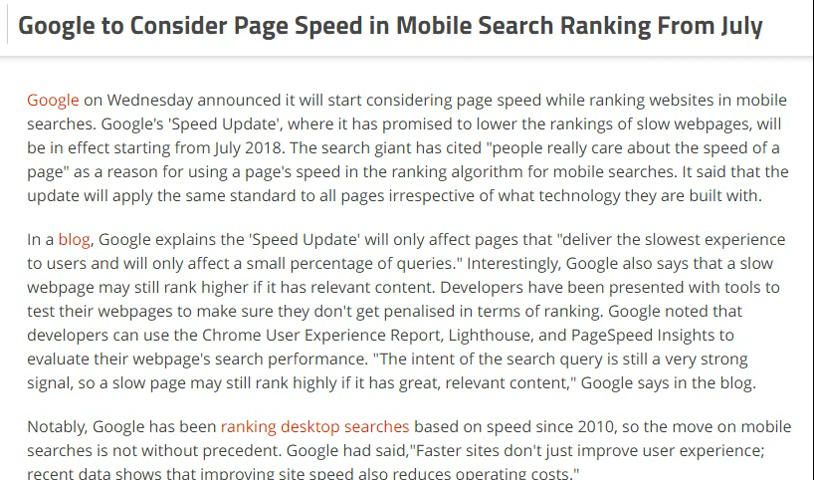 Google to Consider Page Speed in Mobile Search Ranking From July
Google on Wednesday announced it will start considering page speed while ranking websites in mobile
searches. Google's 'Speed Update', where it has promised to lower the rankings of slow webpages, will
be in effect starting from July 2018. The search giant has cited "people really care about the speed of a
page" as a reason for using a page's speed in the ranking algorithm for mobile searches. It said that the
update will apply the same standard to all pages irrespective of what technology they are built with.
In a blog, Google explains the 'Speed Update' will only affect pages that "deliver the slowest experience
to users and will only affect a small percentage of queries." Interestingly, Google also says that a slow
webpage may still rank higher if it has relevant content. Developers have been presented with tools to
test their webpages to make sure they don't get penalised in terms of ranking. Google noted that
developers can use the Chrome User Experience Report, Lighthouse, and PageSpeed Insights to
evaluate their webpage's search performance. "The intent of the search query is still a very strong
signal, so a slow page may still rank highly if it has great, relevant content," Google says in the blog.
Notably, Google has been ranking desktop searches based on speed since 2010, so the move on mobile
searches is not without precedent. Google had said,"Faster sites don't just improve user experience;
recent data shows that improving site speed also reduces operating costs."